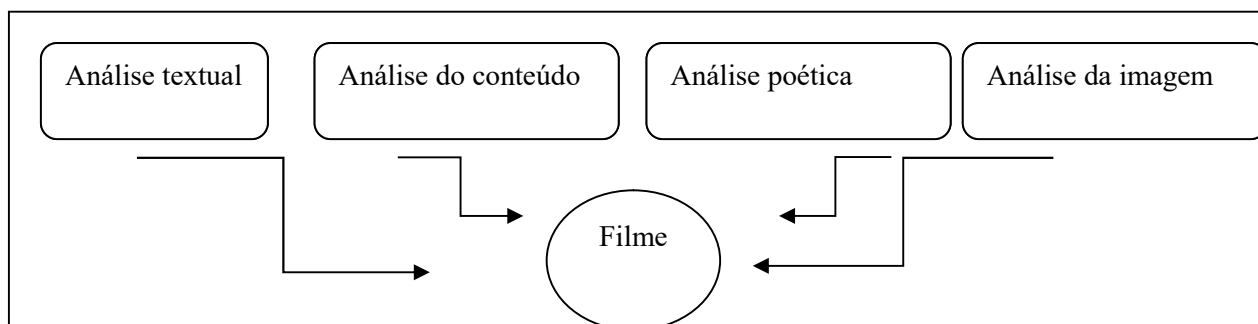 Análise textual
Análise do conteúdo
Análise poética
Análise da imagem
Filme